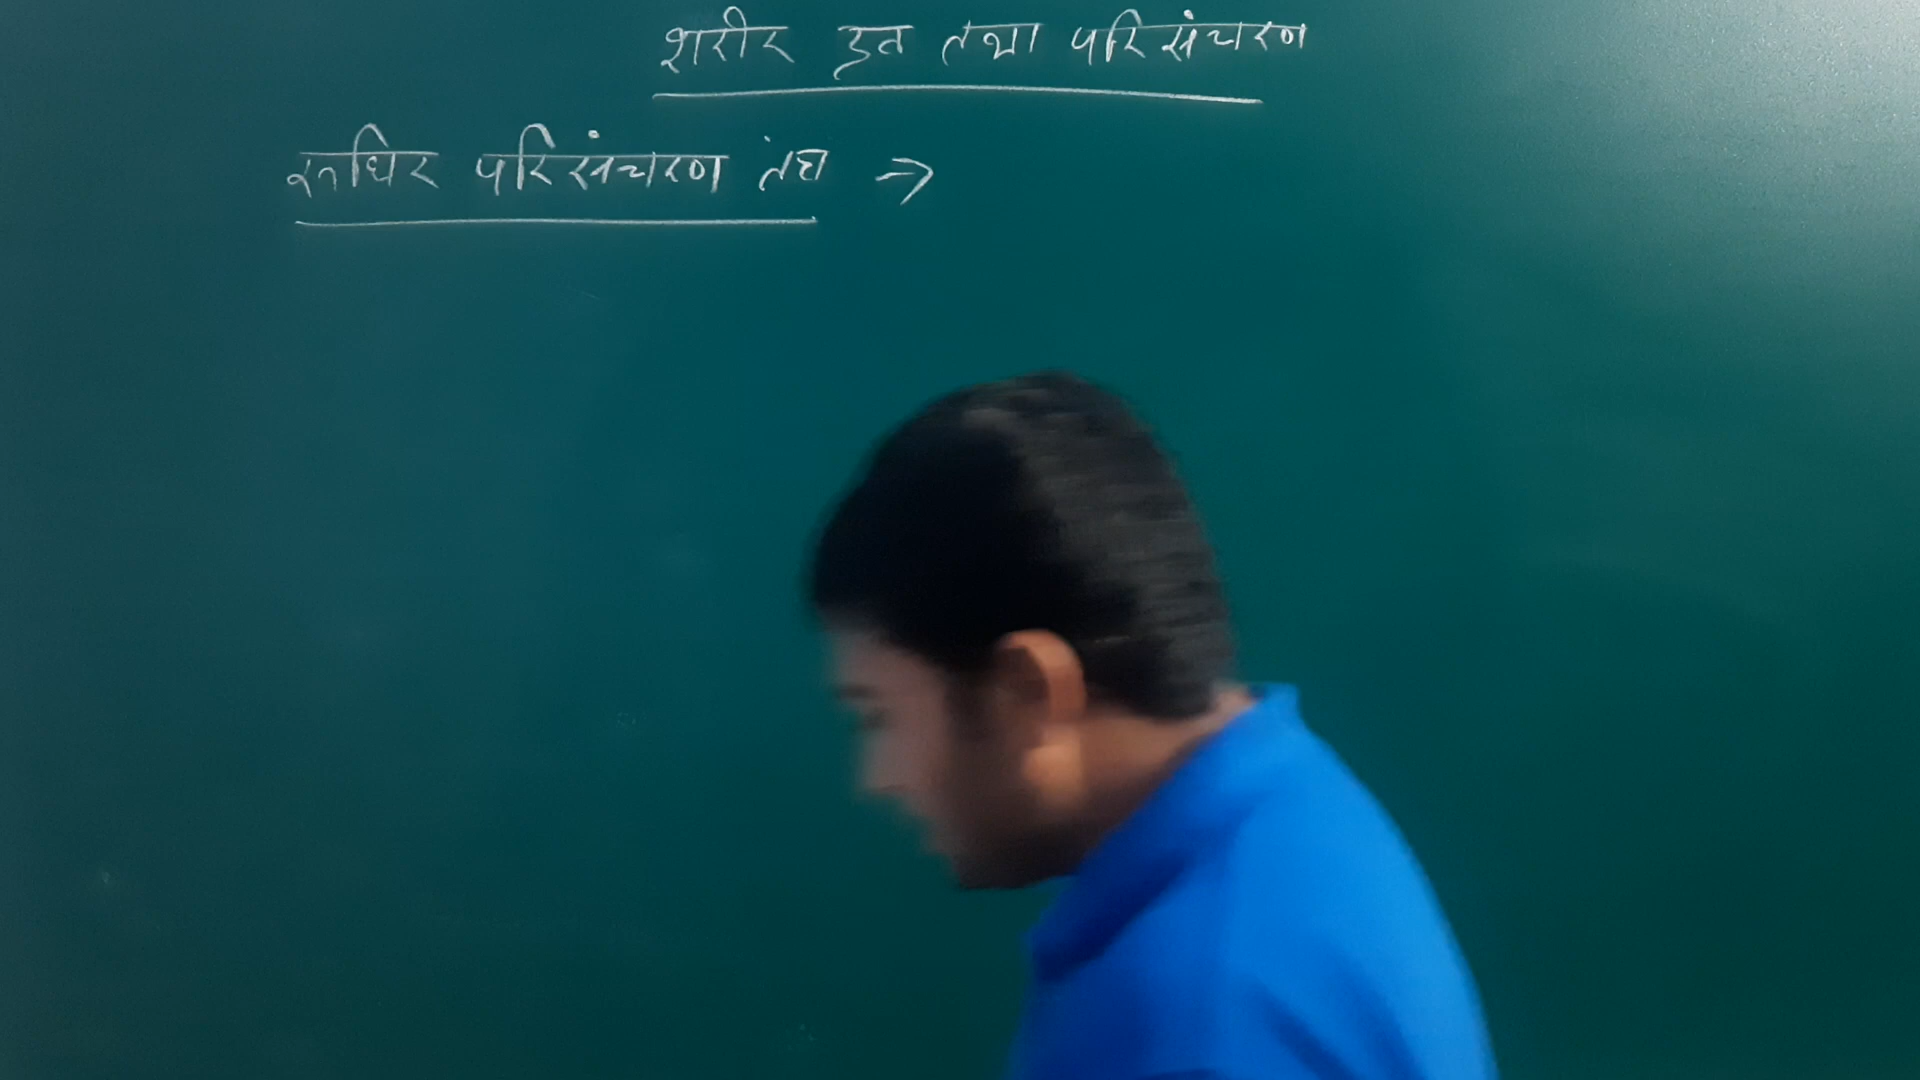 शरीर द्रव तथा परिसंचरण
रुधिर परिसंचरण तंत्र →